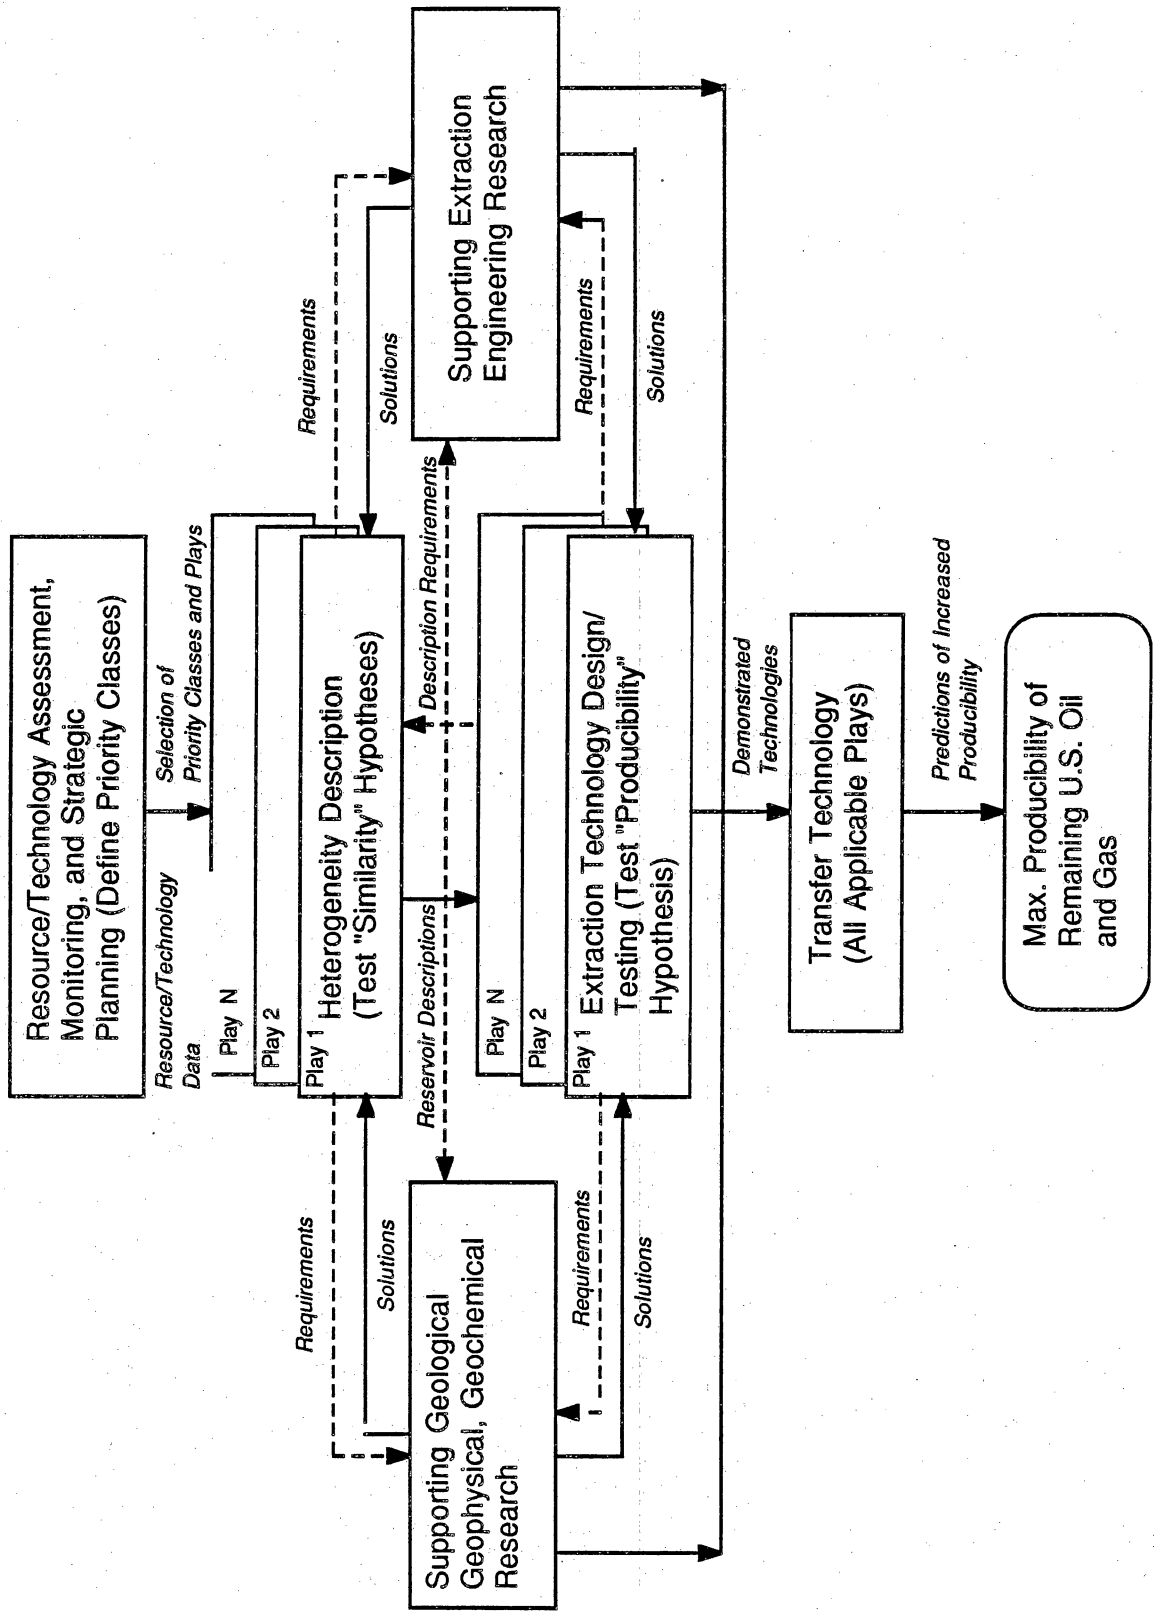 Resource/Technology Assessment,
Monitoring, and Strategic
Planning (Define Priority Classes)
Resource/Technology
Data
Selection of
Priority Classes and Plays
Play N
Play 2
Play 1
Heterogeneity Description
(Test "Similarity" Hypotheses)
Requirements
Solutions
Requirements
Solutions
Reservoir Descriptions
Description Requirements
Supporting Geological
Geophysical, Geochemical
Research
Supporting Extraction
Engineering Research
Play N
Play 2
Play 1
Extraction Technology Design/
Testing (Test "Producibility"
Hypothesis)
Requirements
Solutions
Requirements
Solutions
Demonstrated
Technologies
Transfer Technology
(All Applicable Plays)
Predictions of Increased
Producibility
Max. Producibility of
Remaining U.S. Oil
and Gas